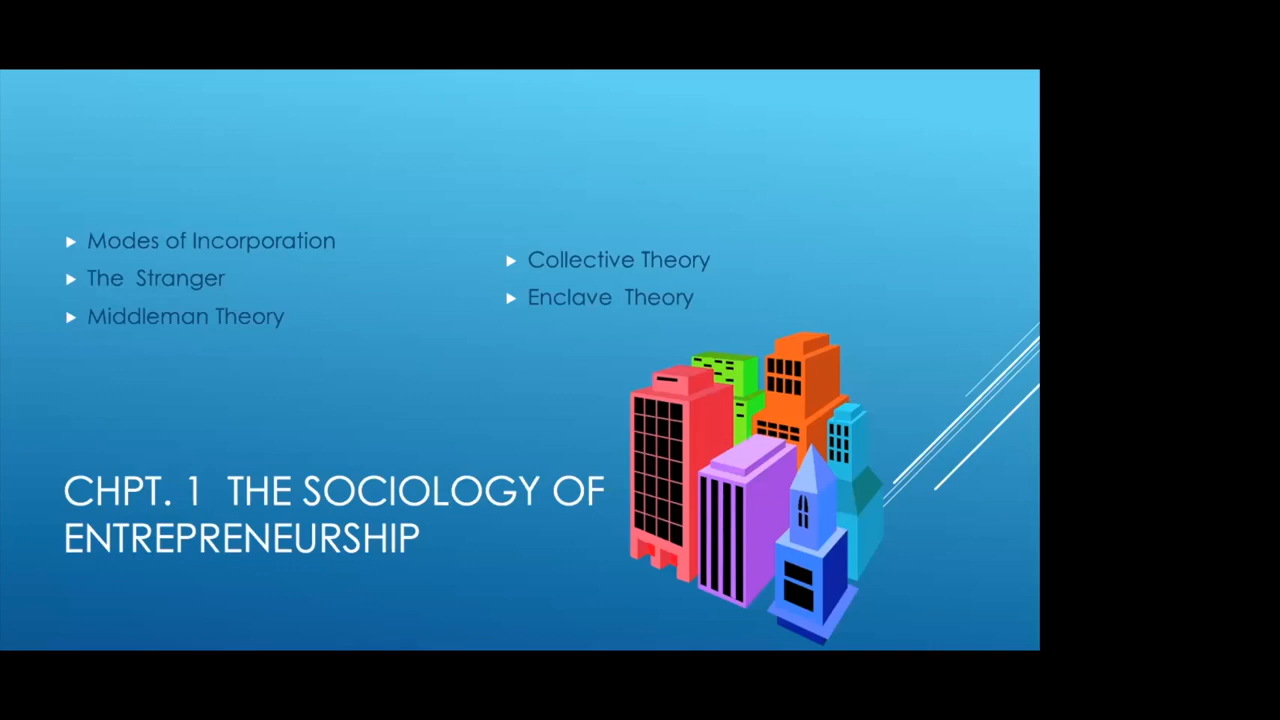 Modes of Incorporation
The  Stranger
Middleman Theory
Collective Theory
Enclave  Theory
CHPT. 1  THE SOCIOLOGY OF
ENTREPRENEURSHIP